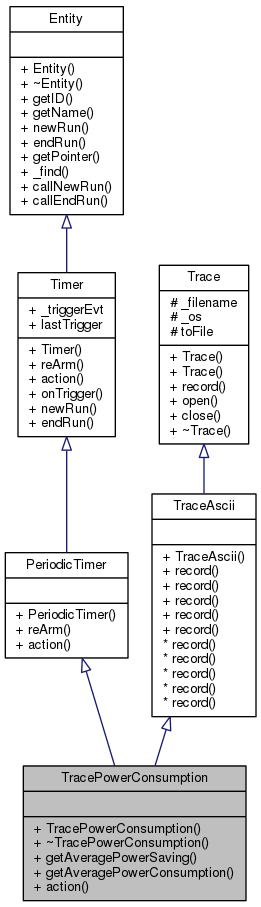 Entity
+ Entity()
+ ~Entity()
+ getID()
+ getName()
+ newRun()
+ endRun()
+ getPointer()
+ _find()
+ callNewRun()
+ callEndRun()
Timer
+ _triggerEvt
+ lastTrigger
+ Timer()
+ reArm()
+ action()
+ onTrigger()
+ newRun()
+ endRun()
Trace
# _filename
# _os
# toFile
+ Trace()
+ Trace()
+ record()
+ open()
+ close()
+ ~Trace()
PeriodicTimer
+ PeriodicTimer()
+ reArm()
+ action()
TraceAscii
+ TraceAscii()
+ record()
+ record()
+ record()
+ record()
+ record()
* record()
* record()
* record()
* record()
* record()
TracePowerConsumption
+ TracePowerConsumption()
+ ~TracePowerConsumption()
+ getAveragePowerSaving()
+ getAveragePowerConsumption()
+ action()